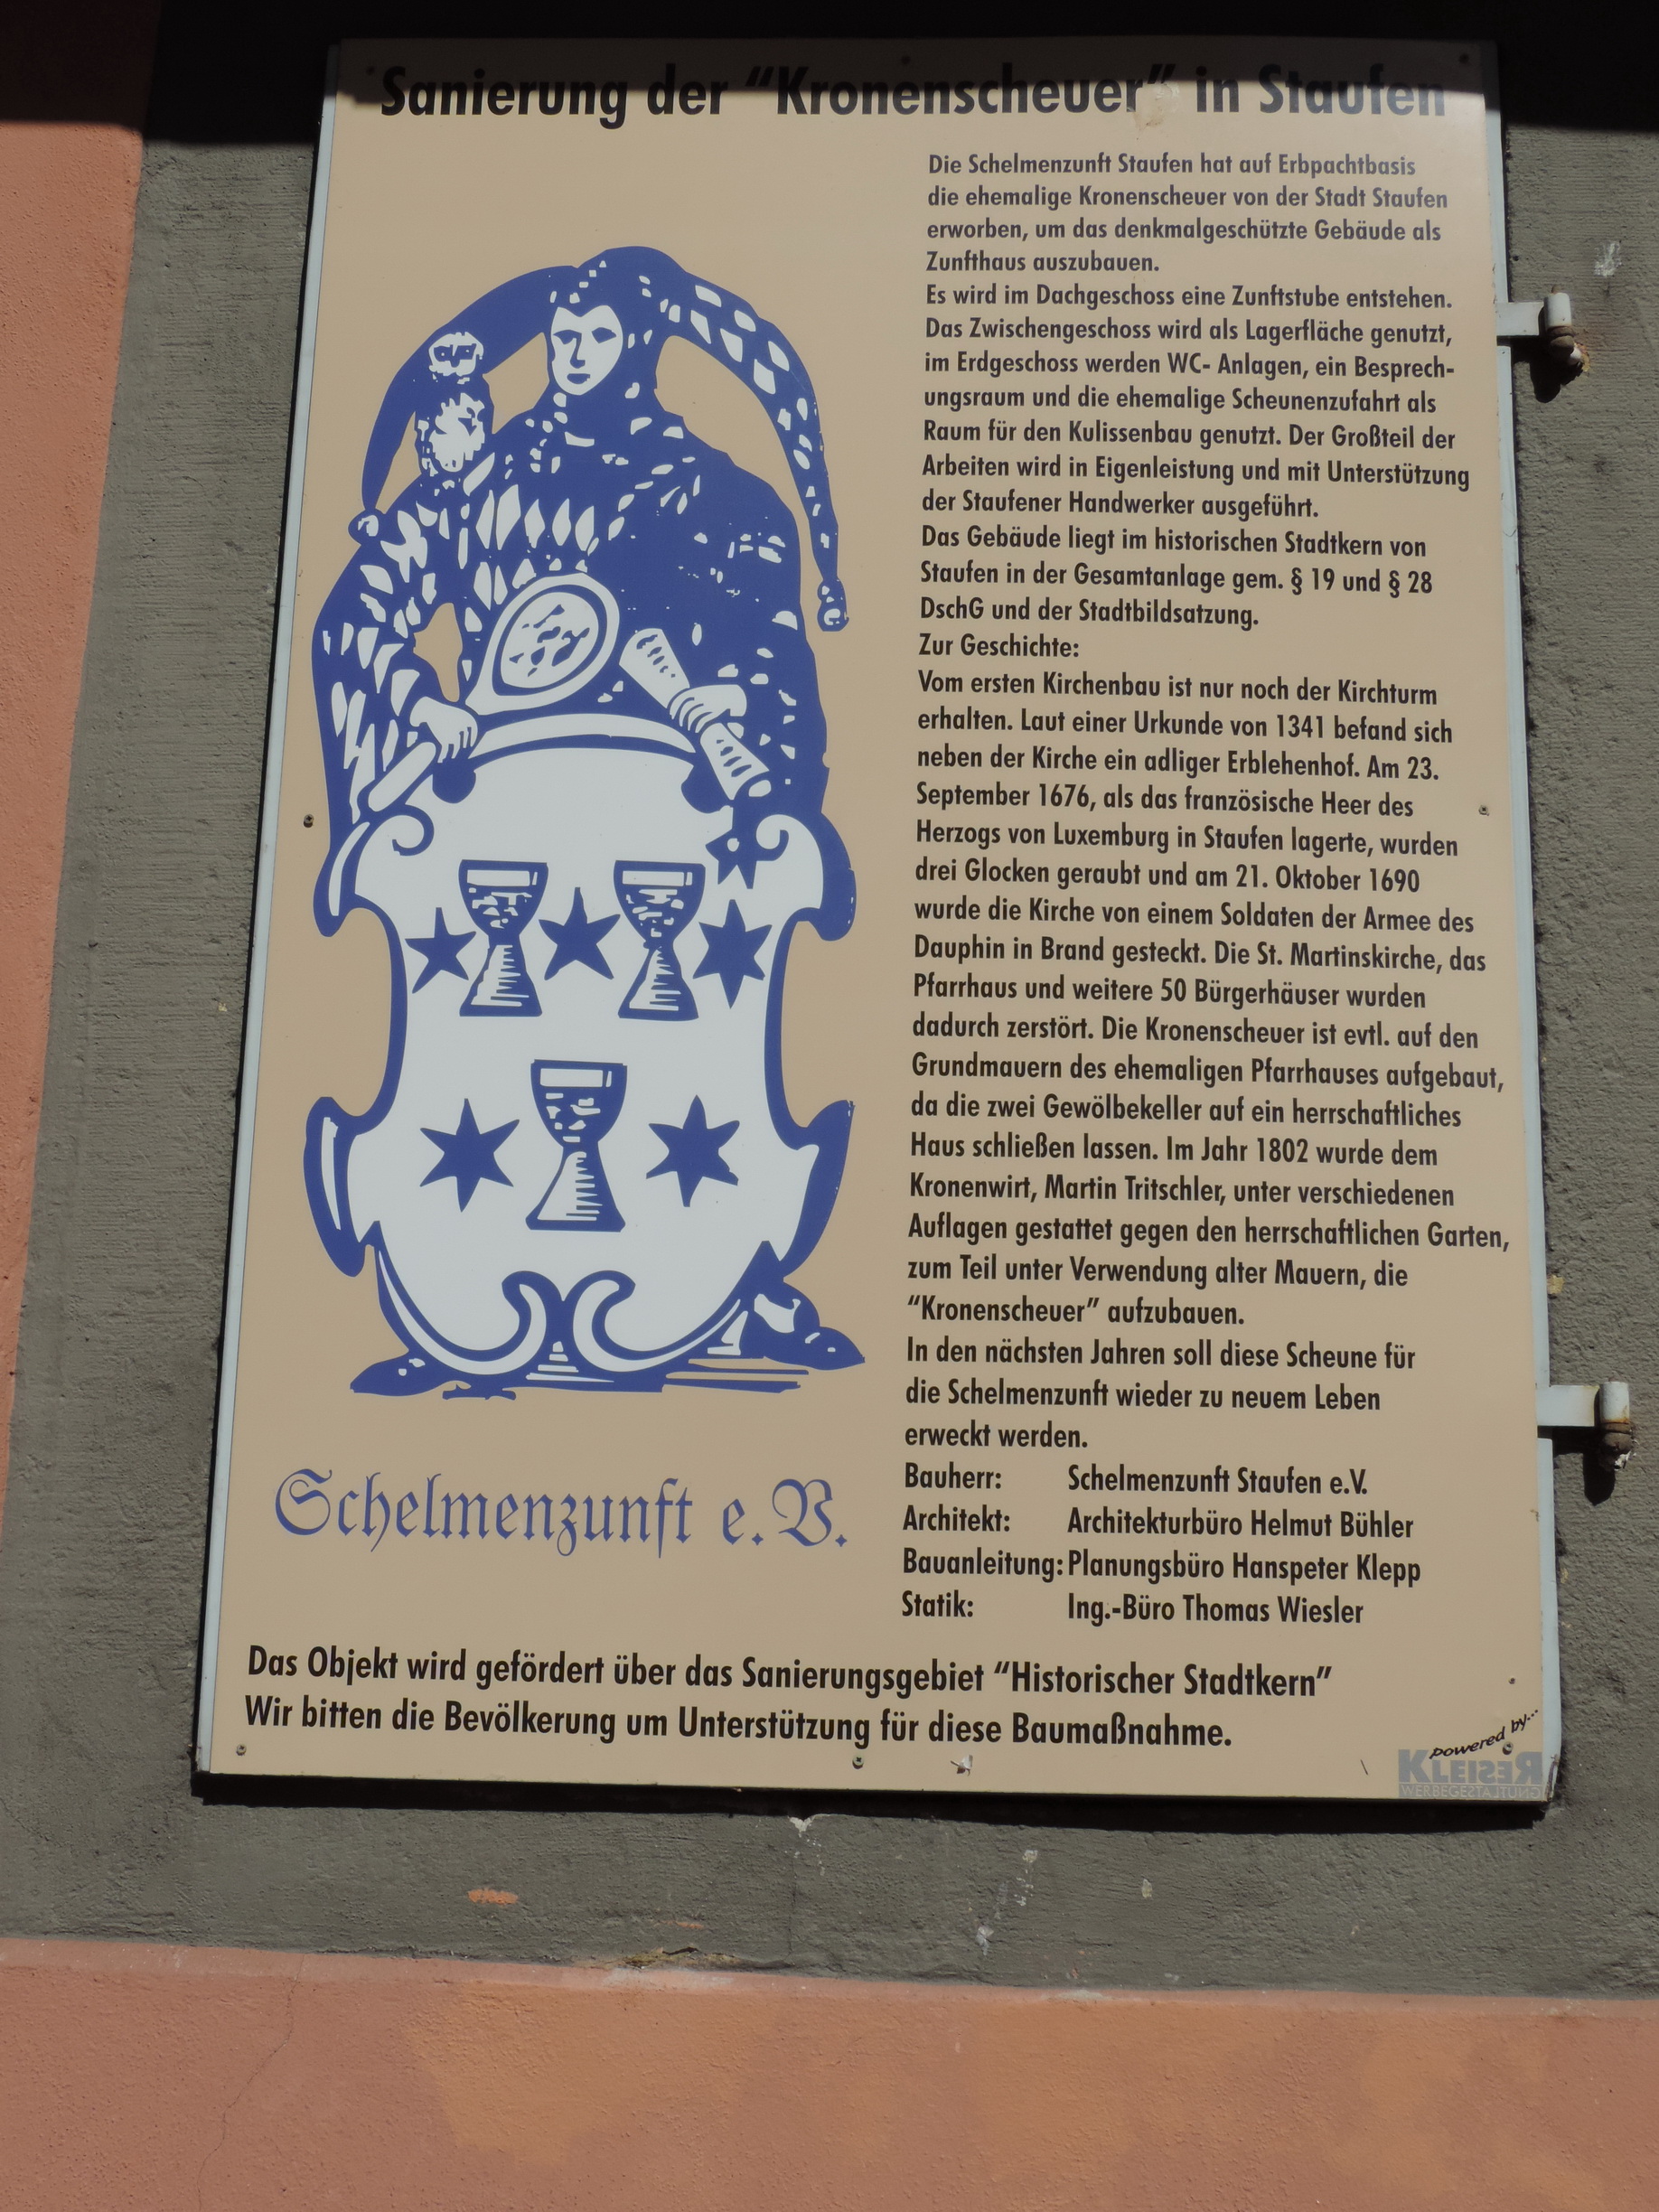 Sanierung der “Kronenscheuer” in Staufen
Die Schelmenzunft Staufen hat auf Erbpachtbasis
die ehemalige Kronenscheuer von der Stadt Staufen
erworben, um das denkmalgeschützte Gebäude als
Zunfthaus auszubauen.
Es wird im Dachgeschoss eine Zunftstube entstehen.
Das Zwischengeschoss wird als Lagerfläche genutzt,
im Erdgeschoss werden WC- Anlagen, ein Besprech-
ungsraum und die ehemalige Scheunenzufahrt als
Raum für den Kulissenbau genutzt. Der Großteil der
Arbeiten wird in Eigenleistung und mit Unterstützung
der Staufener Handwerker ausgeführt.
Das Gebäude liegt im historischen Stadtkern von
Staufen in der Gesamtanlage gem. § 19 und § 28
DschG und der Stadtbildsatzung.
Zur Geschichte:
Vom ersten Kirchenbau ist nur noch der Kirchturm
erhalten. Laut einer Urkunde von 1341 befand sich
neben der Kirche ein adliger Erblehenhof. Am 23.
September 1676, als das französische Heer des
Herzogs von Luxemburg in Staufen lagerte, wurden
drei Glocken geraubt und am 21. Oktober 1690
wurde die Kirche von einem Soldaten der Armee des
Dauphin in Brand gesteckt. Die St. Martinskirche, das
Pfarrhaus und weitere 50 Bürgerhäuser wurden
dadurch zerstört. Die Kronenscheuer ist evtl. auf den
Grundmauern des ehemaligen Pfarrhauses aufgebaut,
da die zwei Gewölbekeller auf ein herrschaftliches
Haus schließen lassen. Im Jahr 1802 wurde dem
Kronenwirt, Martin Tritschler, unter verschiedenen
Auflagen gestattet gegen den herrschaftlichen Garten,
zum Teil unter Verwendung alter Mauern, die
“Kronenscheuer” aufzubauen.
In den nächsten Jahren soll diese Scheune für
die Schelmenzunft wieder zu neuem Leben
erweckt werden.
Bauherr: Schelmenzunft Staufen e.V.
Architekt: Architekturbüro Helmut Bühler
Bauanleitung: Planungsbüro Hanspeter Klepp
Statik: Ing.-Büro Thomas Wiesler
Schelmenzunft e. V.
Das Objekt wird gefördert über das Sanierungsgebiet “Historischer Stadtkern”
Wir bitten die Bevölkerung um Unterstützung für diese Baumaßnahme.
powered by...
KLEISER
WERBEGESTALTUNG